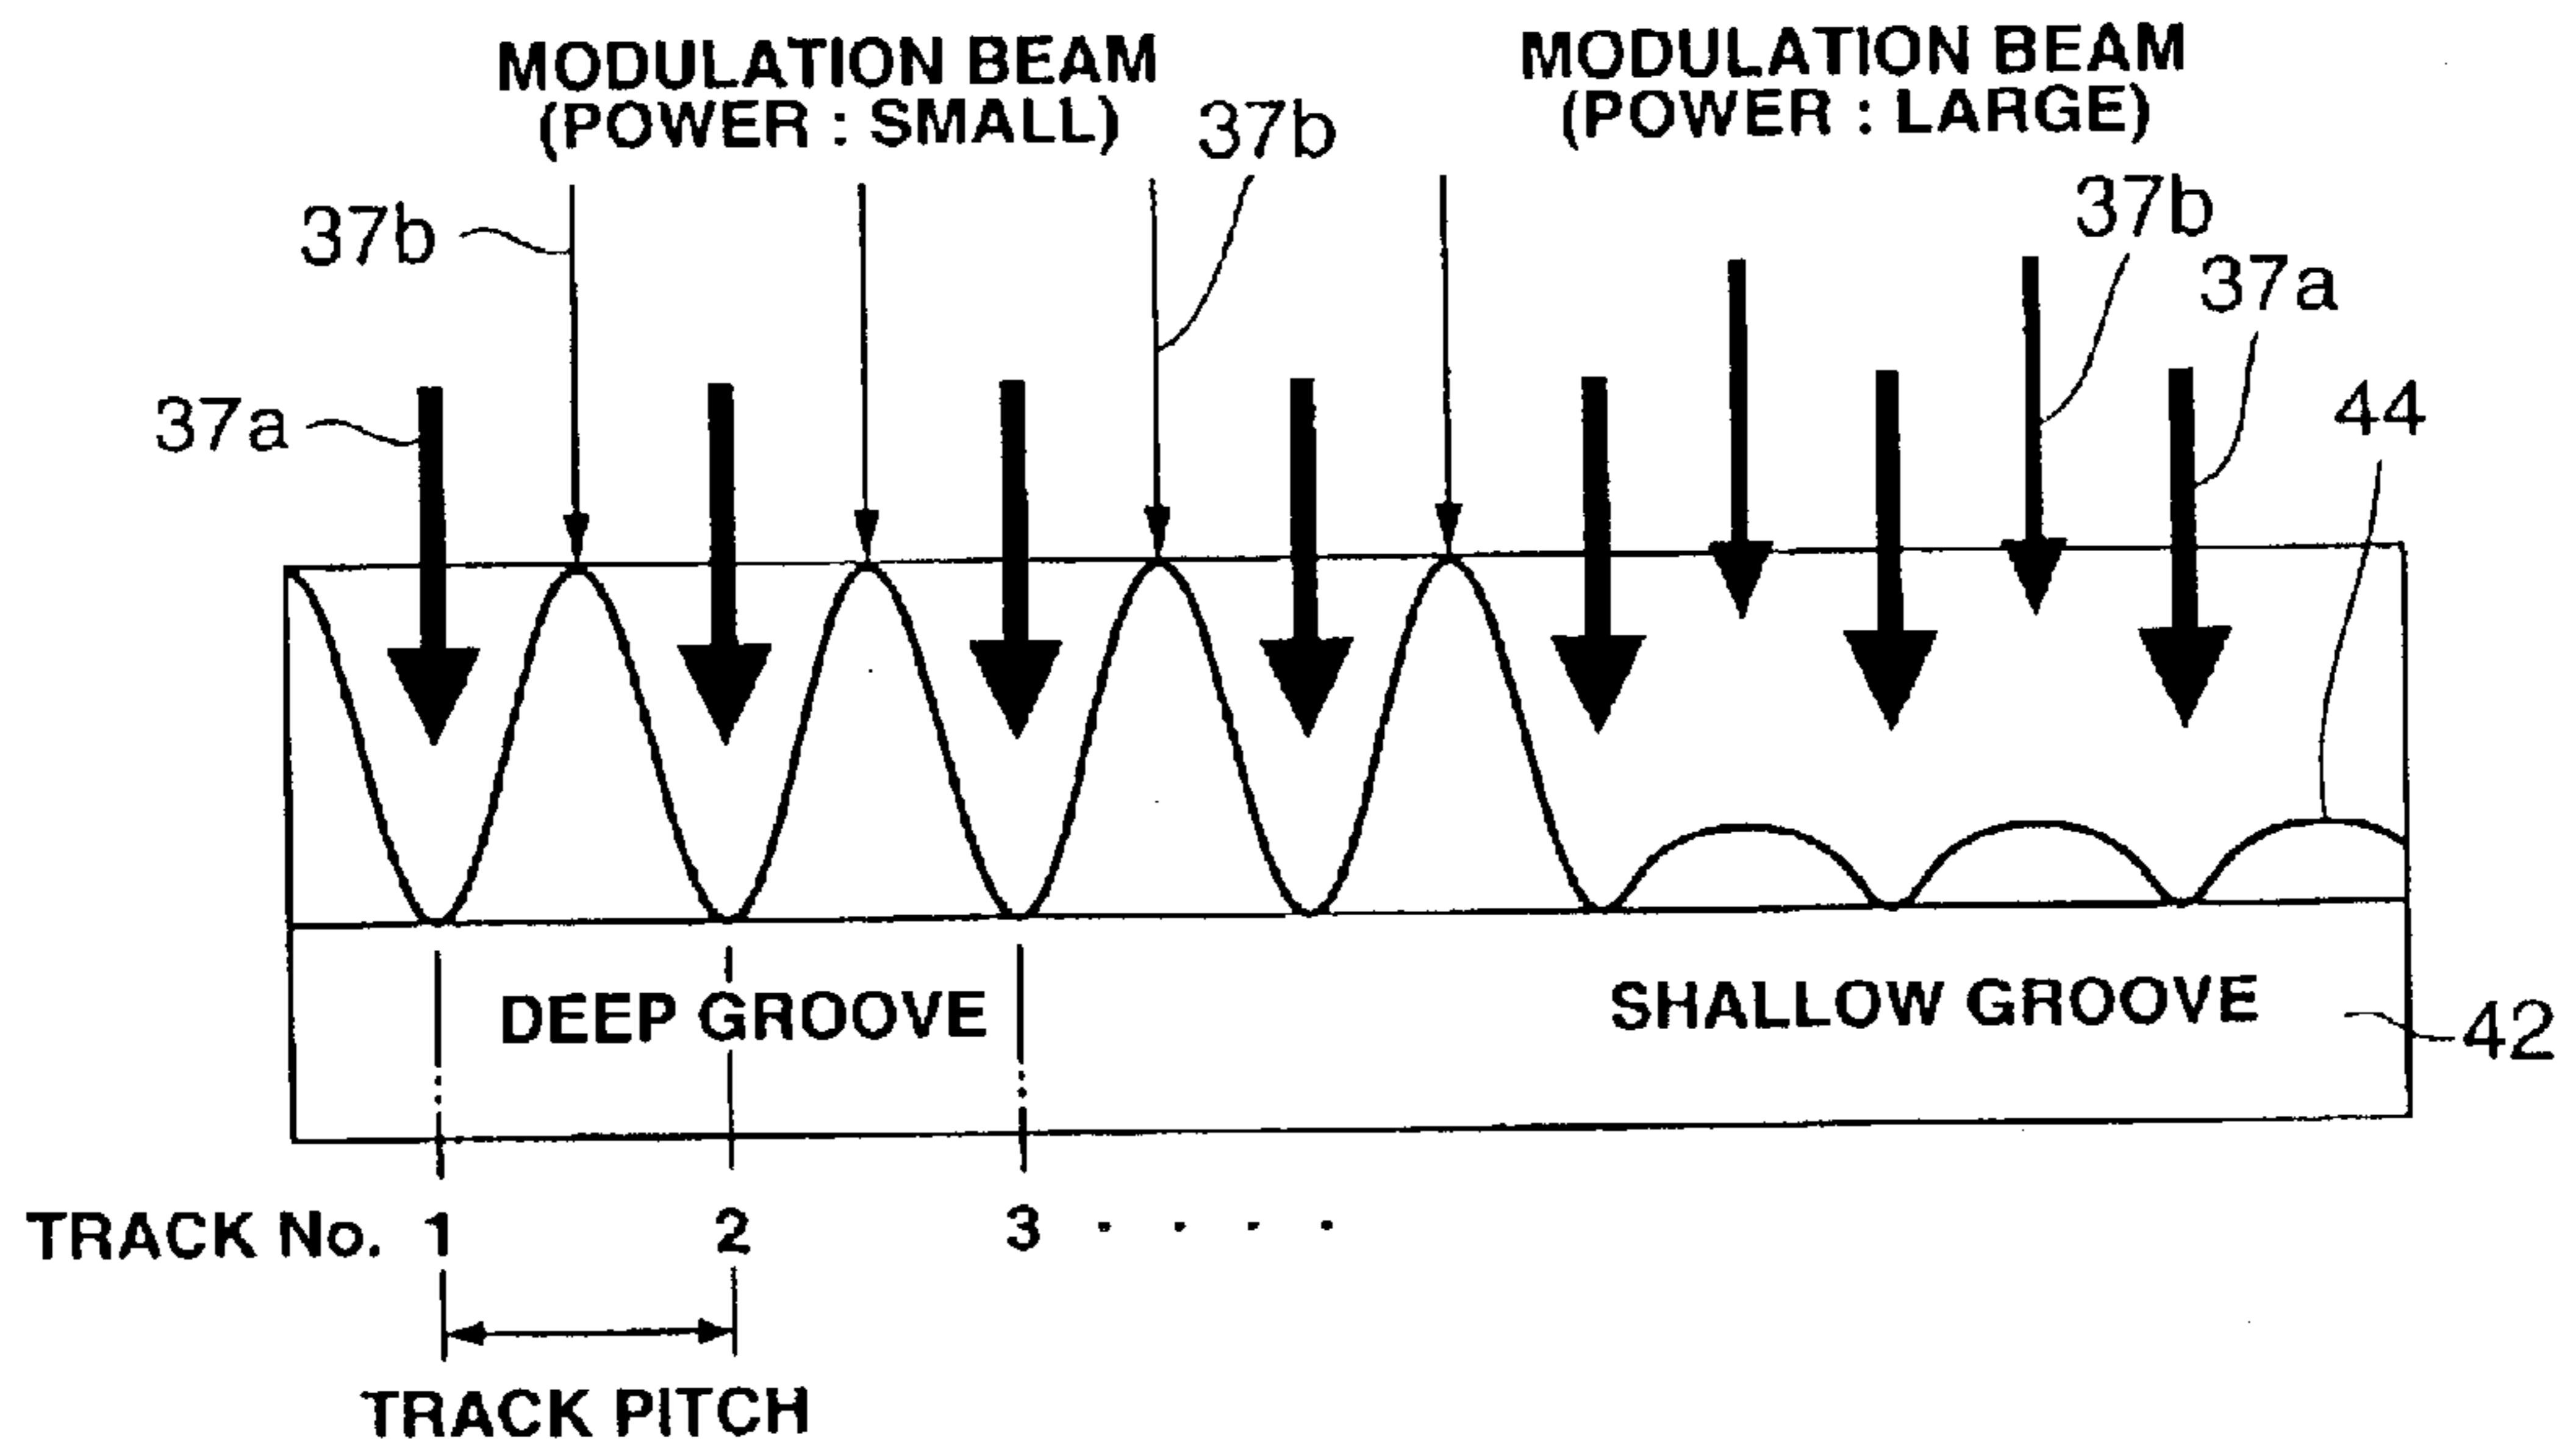 MODULATION BEAM
(POWER : SMALL)
MODULATION BEAM
(POWER : LARGE)
37b
37b
37b
37a
37a
44
DEEP GROOVE
SHALLOW GROOVE
42
TRACK No. 1 2 3 · · · ·
TRACK PITCH